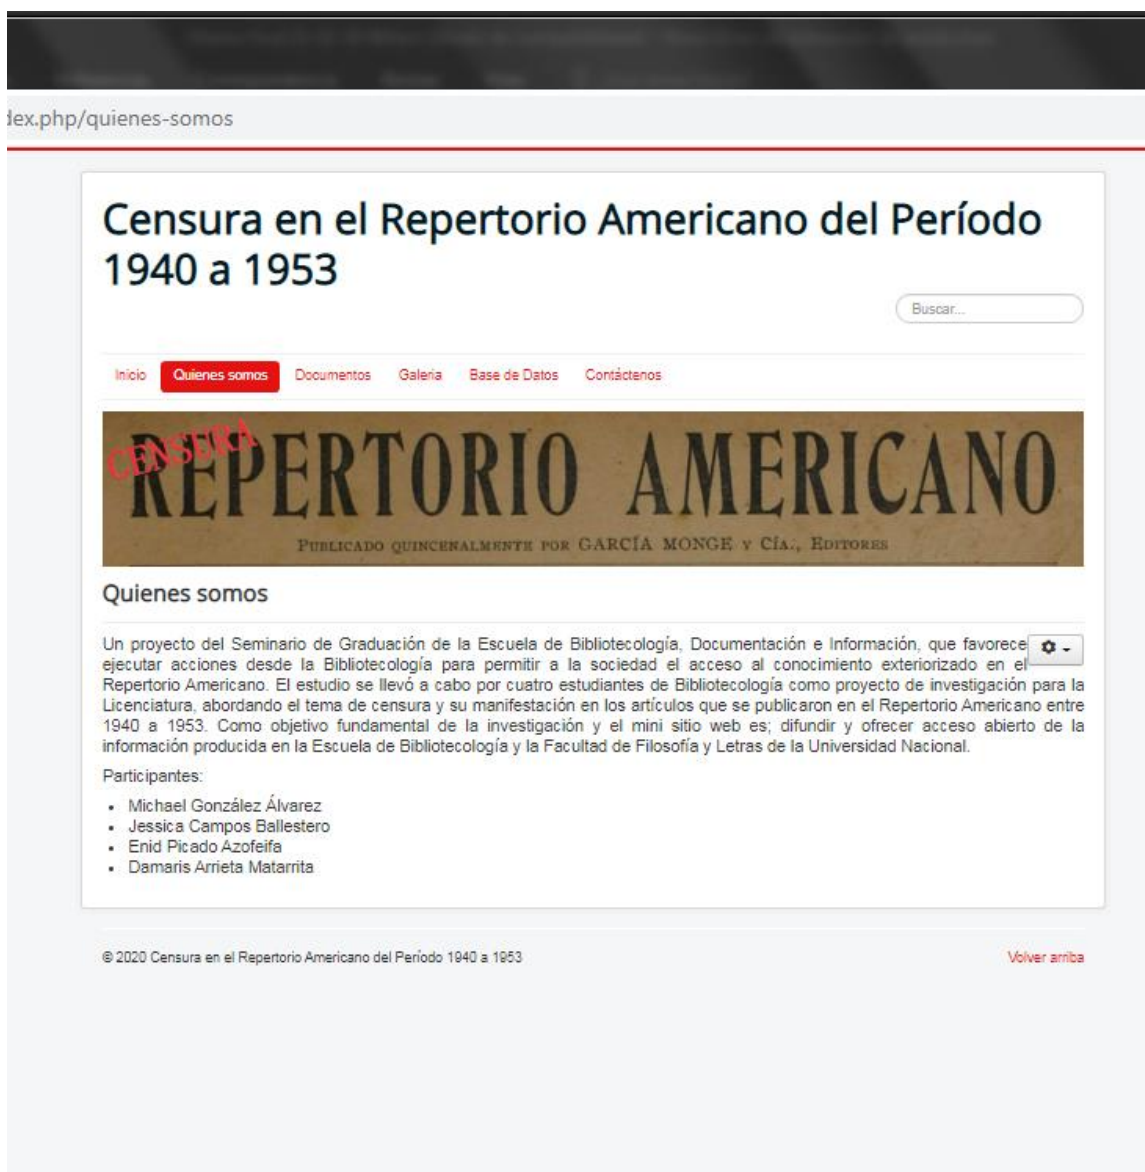 dex.php/quienes-somos
Censura en el Repertorio Americano del Período
1940 a 1953
Buscar...
Inicio Quienes somos Documentos Galeria Base de Datos Contáctenos
CENSURA
REPERTORIO AMERICANO
PUBLICADO QUINCENALMENTE POR GARCÍA MONGE Y CÍA., EDITORES
Quienes somos
Un proyecto del Seminario de Graduación de la Escuela de Bibliotecología, Documentación e Información, que favorece
ejecutar acciones desde la Bibliotecología para permitir a la sociedad el acceso al conocimiento exteriorizado en el
Repertorio Americano. El estudio se llevó a cabo por cuatro estudiantes de Bibliotecología como proyecto de investigación para la
Licenciatura, abordando el tema de censura y su manifestación en los artículos que se publicaron en el Repertorio Americano entre
1940 a 1953. Como objetivo fundamental de la investigación y el mini sitio web es; difundir y ofrecer acceso abierto de la
información producida en la Escuela de Bibliotecología y la Facultad de Filosofía y Letras de la Universidad Nacional.
Participantes:
• Michael González Álvarez
• Jessica Campos Ballestero
• Enid Picado Azofeifa
• Damaris Arrieta Matarrita
© 2020 Censura en el Repertorio Americano del Período 1940 a 1953 Volver arriba